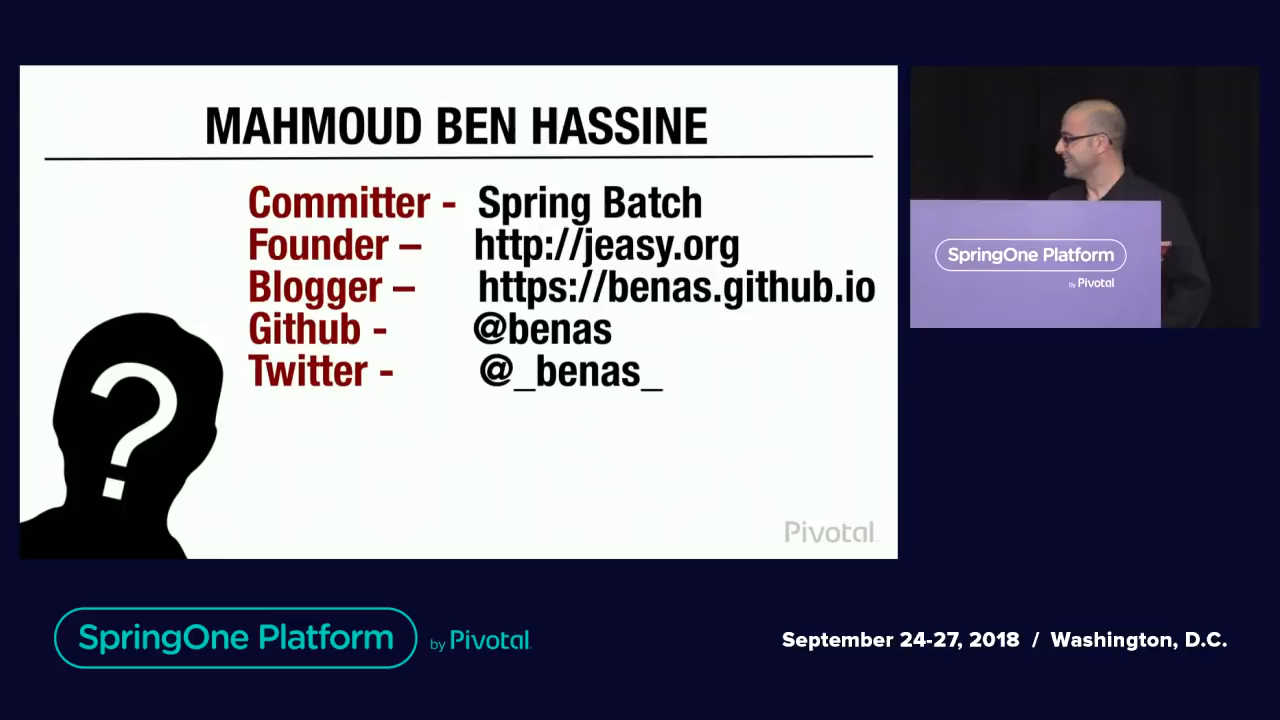 MAHMOUD BEN HASSINE
Committer - Spring Batch
Founder – http://jeasy.org
Blogger – https://benas.github.io
Github - @benas
Twitter - @_benas_
?
Pivotal
SpringOne Platform
by Pivotal
SpringOne Platform by Pivotal
September 24-27, 2018 / Washington, D.C.